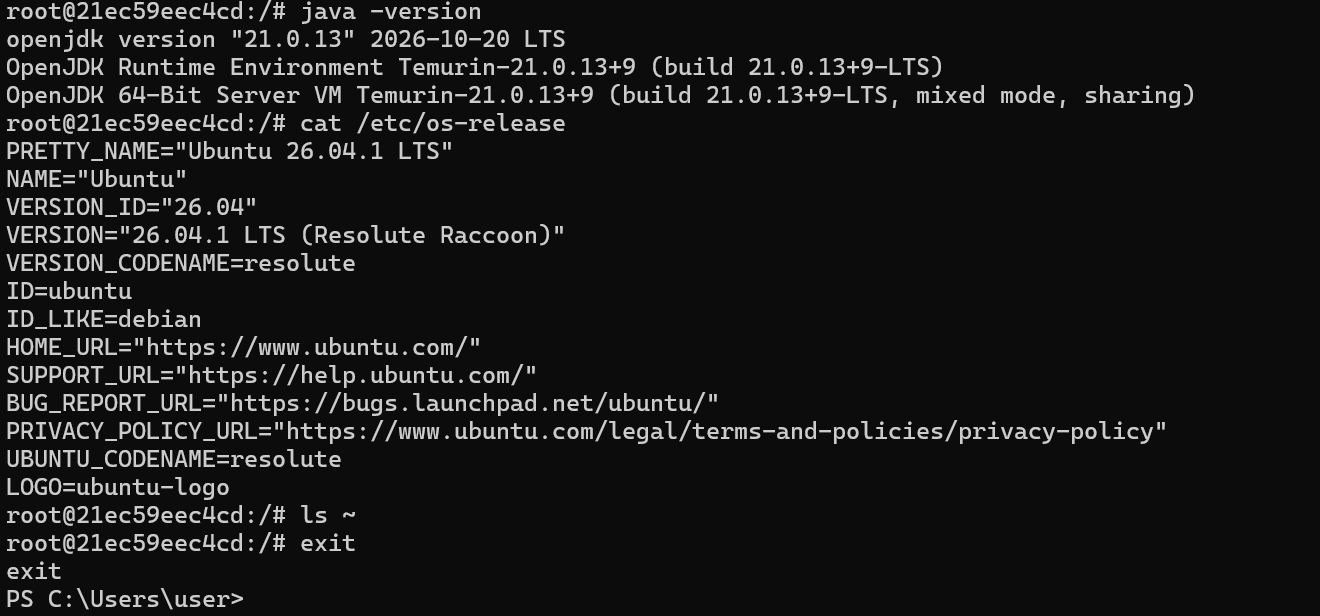 root@21ec59eec4cd:/# java -version
openjdk version "21.0.13" 2026-10-20 LTS
OpenJDK Runtime Environment Temurin-21.0.13+9 (build 21.0.13+9-LTS)
OpenJDK 64-Bit Server VM Temurin-21.0.13+9 (build 21.0.13+9-LTS, mixed mode, sharing)
root@21ec59eec4cd:/# cat /etc/os-release
PRETTY_NAME="Ubuntu 26.04.1 LTS"
NAME="Ubuntu"
VERSION_ID="26.04"
VERSION="26.04.1 LTS (Resolute Raccoon)"
VERSION_CODENAME=resolute
ID=ubuntu
ID_LIKE=debian
HOME_URL="https://www.ubuntu.com/"
SUPPORT_URL="https://help.ubuntu.com/"
BUG_REPORT_URL="https://bugs.launchpad.net/ubuntu/"
PRIVACY_POLICY_URL="https://www.ubuntu.com/legal/terms-and-policies/privacy-policy"
UBUNTU_CODENAME=resolute
LOGO=ubuntu-logo
root@21ec59eec4cd:/# ls ~
root@21ec59eec4cd:/# exit
exit
PS C:\Users\user>